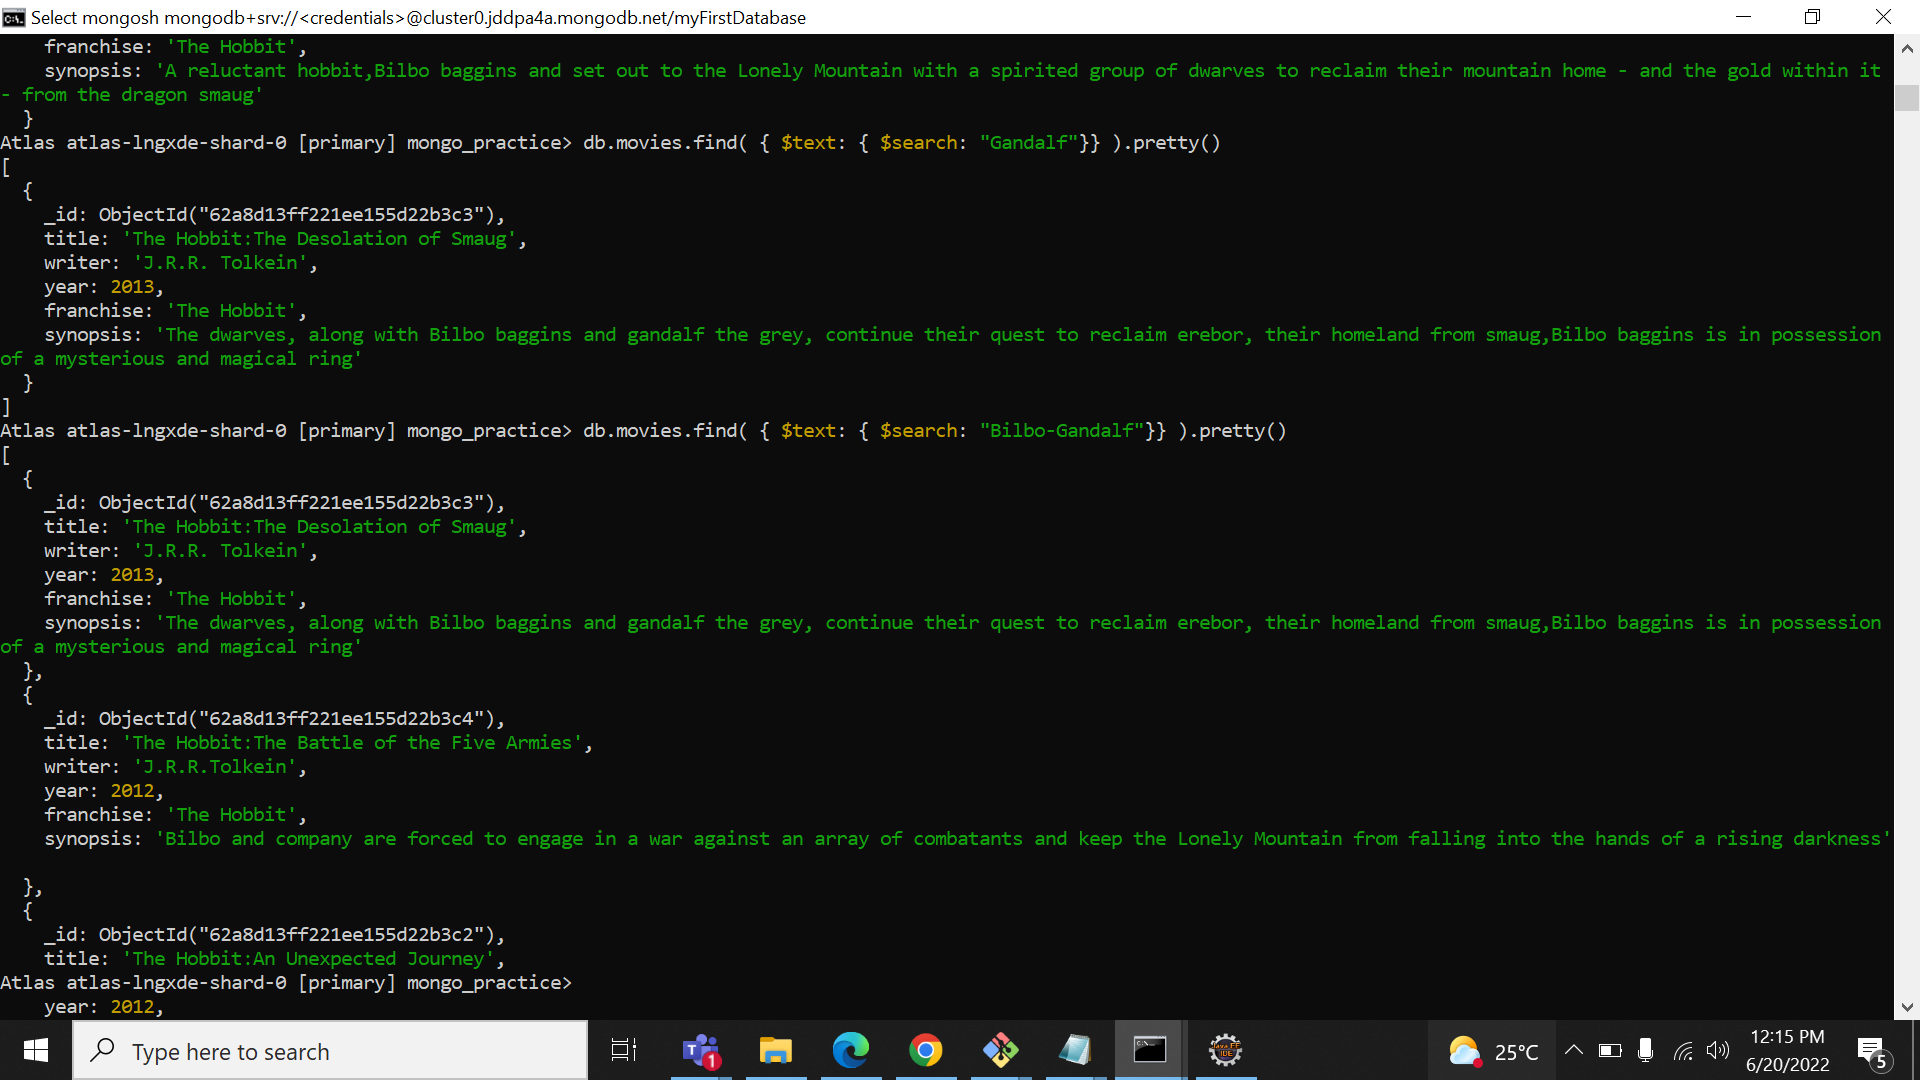 Select mongosh mongodb+srv://<credentials>@cluster0.jddpa4a.mongodb.net/myFirstDatabase
franchise: 'The Hobbit',
synopsis: 'A reluctant hobbit,Bilbo baggins and set out to the Lonely Mountain with a spirited group of dwarves to reclaim their mountain home - and the gold within it
- from the dragon smaug'
}
Atlas atlas-lngxde-shard-0 [primary] mongo_practice> db.movies.find( { $text: { $search: "Gandalf"}} ).pretty()
[
{
_id: ObjectId("62a8d13ff221ee155d22b3c3"),
title: 'The Hobbit:The Desolation of Smaug',
writer: 'J.R.R. Tolkein',
year: 2013,
franchise: 'The Hobbit',
synopsis: 'The dwarves, along with Bilbo baggins and gandalf the grey, continue their quest to reclaim erebor, their homeland from smaug,Bilbo baggins is in possession
of a mysterious and magical ring'
}
]
Atlas atlas-lngxde-shard-0 [primary] mongo_practice> db.movies.find( { $text: { $search: "Bilbo-Gandalf"}} ).pretty()
[
{
_id: ObjectId("62a8d13ff221ee155d22b3c3"),
title: 'The Hobbit:The Desolation of Smaug',
writer: 'J.R.R. Tolkein',
year: 2013,
franchise: 'The Hobbit',
synopsis: 'The dwarves, along with Bilbo baggins and gandalf the grey, continue their quest to reclaim erebor, their homeland from smaug,Bilbo baggins is in possession
of a mysterious and magical ring'
},
{
_id: ObjectId("62a8d13ff221ee155d22b3c4"),
title: 'The Hobbit:The Battle of the Five Armies',
writer: 'J.R.R.Tolkein',
year: 2012,
franchise: 'The Hobbit',
synopsis: 'Bilbo and company are forced to engage in a war against an array of combatants and keep the Lonely Mountain from falling into the hands of a rising darkness'
},
{
_id: ObjectId("62a8d13ff221ee155d22b3c2"),
title: 'The Hobbit:An Unexpected Journey',
Atlas atlas-lngxde-shard-0 [primary] mongo_practice>
year: 2012,
Type here to search
T 1
Java EE IDE
25°C
12:15 PM
6/20/2022
5